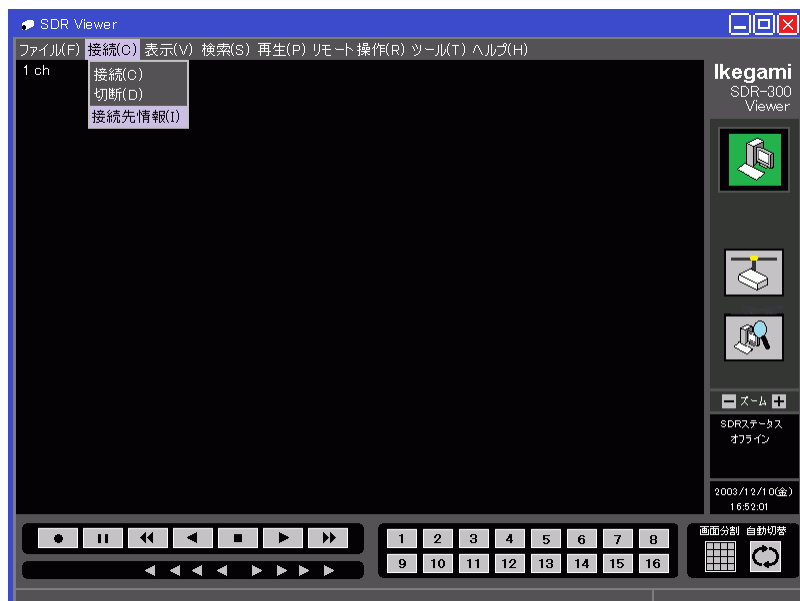 SDR Viewer
ファイル(F) 接続(C) 表示(V) 検索(S) 再生(P) リモート操作(R) ツール(T) ヘルプ(H)
1 ch
接続(C)
切断(D)
接続先情報(I)
Ikegami
SDR-300
Viewer
ズーム
SDRステータス
オフライン
2003/12/10(金)
16:52:01
1 2 3 4 5 6 7 8
9 10 11 12 13 14 15 16
画面分割 自動切替